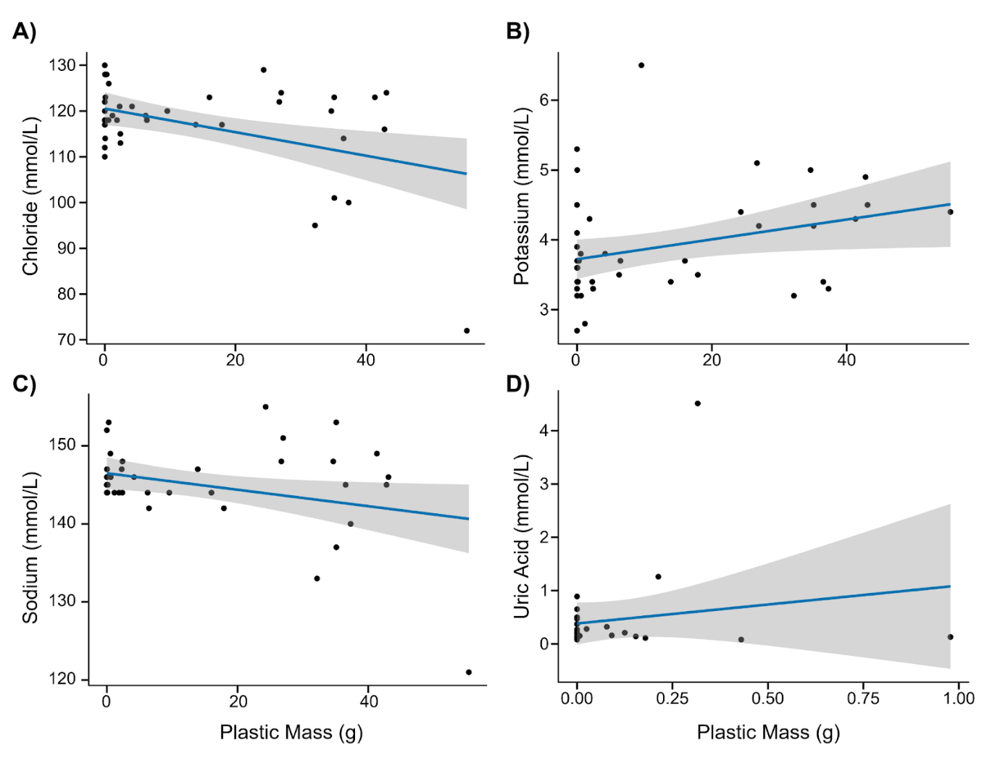 A)
Chloride (mmol/L)
130
120
110
100
90
80
70
0 20 40
B)
Potassium (mmol/L)
6
5
4
3
0 20 40
C)
Sodium (mmol/L)
150
140
130
120
0 20 40
Plastic Mass (g)
D)
Uric Acid (mmol/L)
4
3
2
1
0
0.00 0.25 0.50 0.75 1.00
Plastic Mass (g)